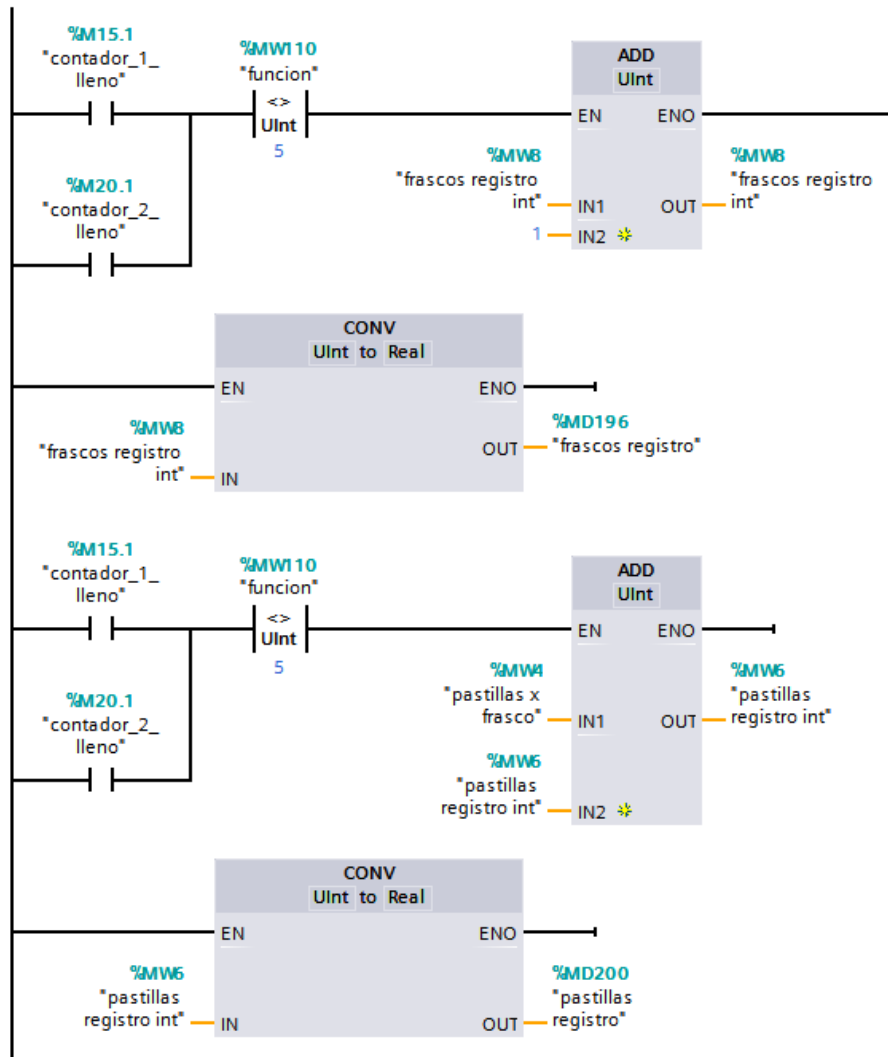 %M15.1
"contador_1_
lleno"
%MW110
"funcion"
<>
UInt
5
ADD
UInt
EN ENO
%MW8
"frascos registro
int"
IN1
1
IN2
OUT
%MW8
"frascos registro
int"
%M20.1
"contador_2_
lleno"
CONV
UInt to Real
EN ENO
%MW8
"frascos registro
int"
IN
OUT
%MD196
"frascos registro"
%M15.1
"contador_1_
lleno"
%MW110
"funcion"
<>
UInt
5
ADD
UInt
EN ENO
%MW4
"pastillas x
frasco"
IN1
%MW6
"pastillas
registro int"
IN2
OUT
%MW6
"pastillas
registro int"
%M20.1
"contador_2_
lleno"
CONV
UInt to Real
EN ENO
%MW6
"pastillas
registro int"
IN
OUT
%MD200
"pastillas
registro"